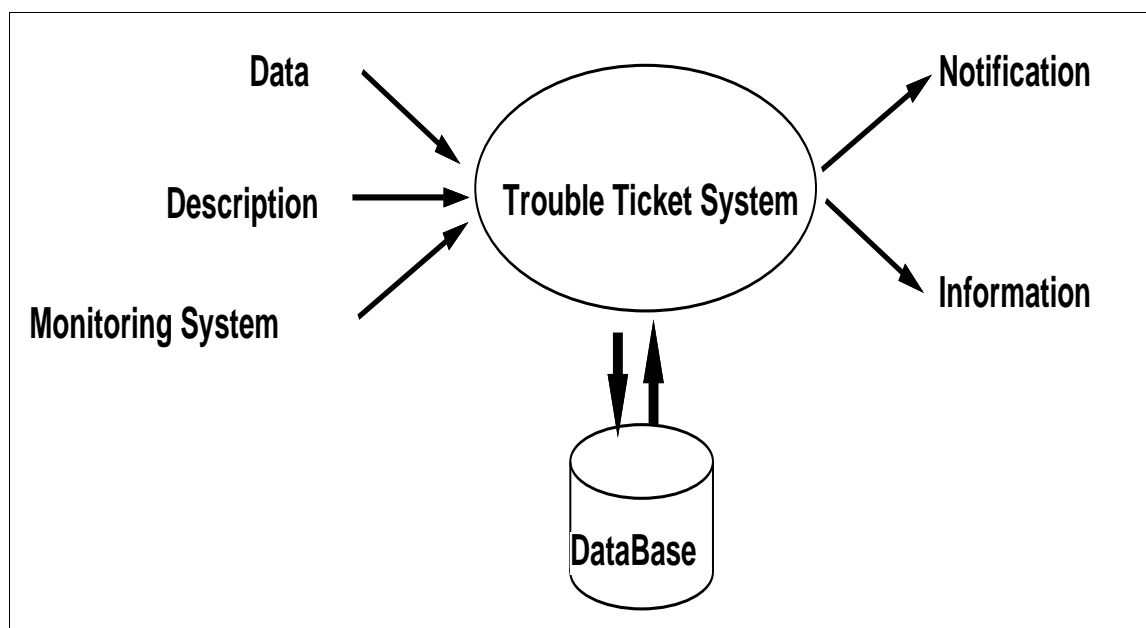 Data
Notification
Description
Trouble Ticket System
Monitoring System
Information
DataBase